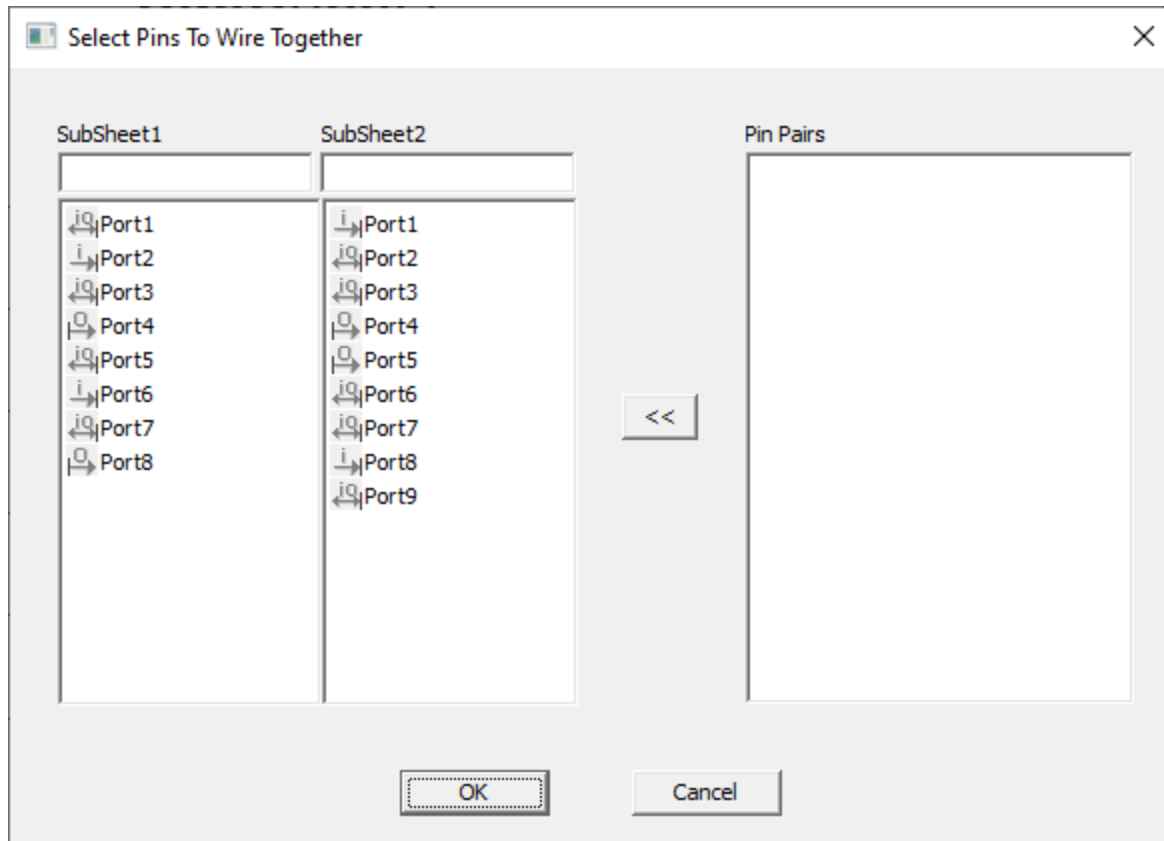 Select Pins To Wire Together
SubSheet1
SubSheet2
Pin Pairs
Port1
Port2
Port3
Port4
Port5
Port6
Port7
Port8
Port1
Port2
Port3
Port4
Port5
Port6
Port7
Port8
Port9
<<
OK
Cancel